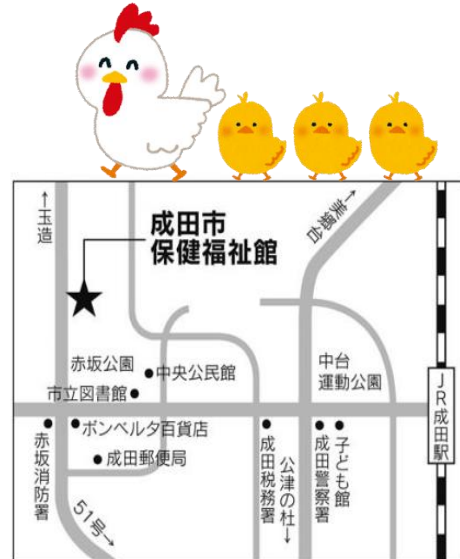 ←玉造
成田市
保健福祉館
←美郷台
赤坂公園
中央公民館
市立図書館
中台
運動公園
JR成田駅
赤坂消防署
ボンベルタ百貨店
成田郵便局
成田税務署
公津の杜→
成田警察署
子ども館
51号→